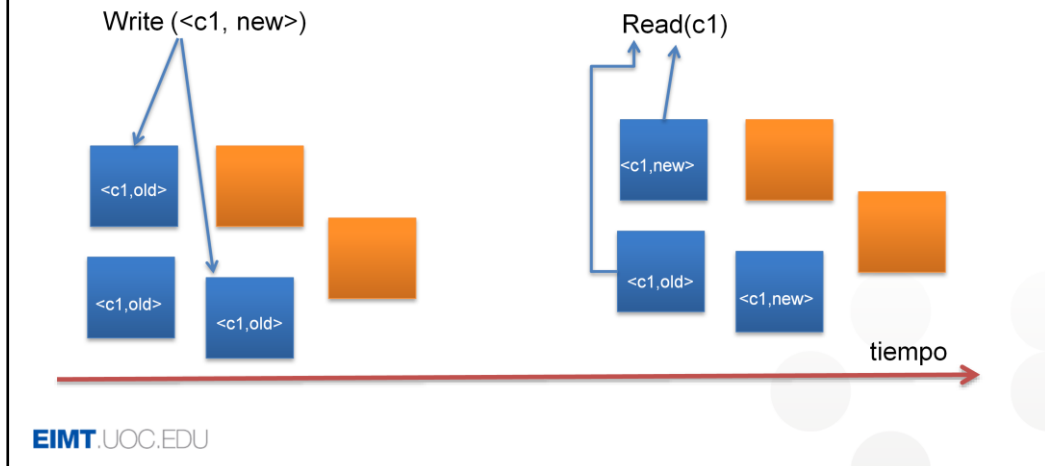 Write (<c1, new>)
Read(c1)
<c1,old>
<c1,new>
<c1,old>
<c1,old>
<c1,old>
<c1,new>
tiempo
EIMT.UOC.EDU